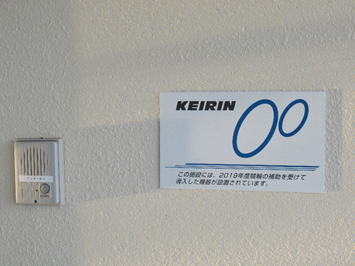 KEIRIN
この施設には、2019年度競輪の補助を受けて
導入した機器が設置されています。